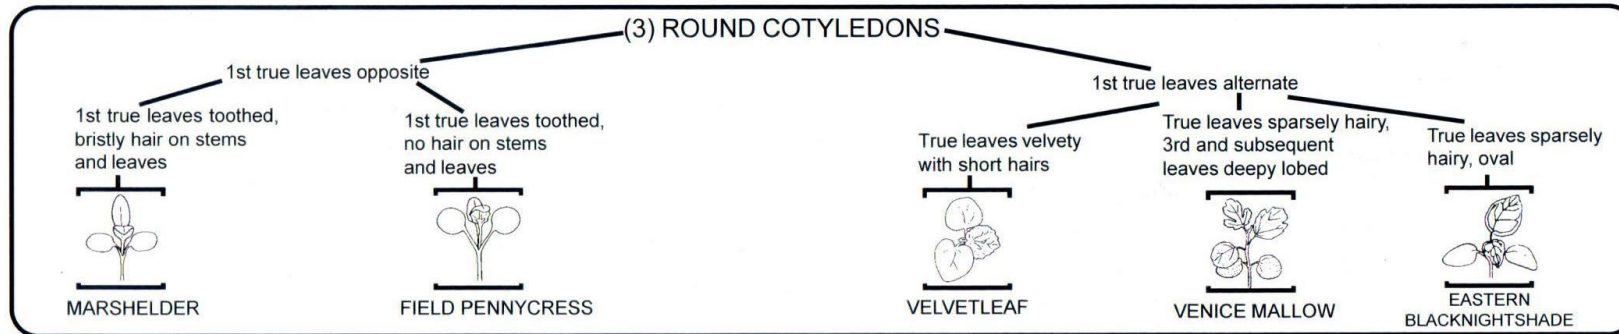 (3) ROUND COTYLEDONS
1st true leaves opposite
1st true leaves alternate
1st true leaves toothed,
bristly hair on stems
and leaves
1st true leaves toothed,
no hair on stems
and leaves
True leaves velvety
with short hairs
True leaves sparsely hairy,
3rd and subsequent
leaves deepy lobed
True leaves sparsely
hairy, oval
MARSHELDER
FIELD PENNYCRESS
VELVETLEAF
VENICE MALLOW
EASTERN
BLACKNIGHTSHADE